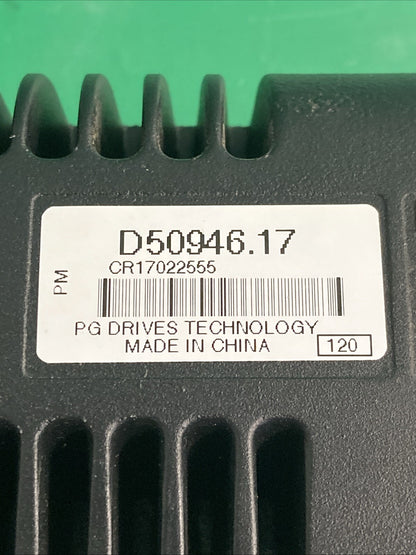 D50946.17
CR17022555
PM
PG DRIVES TECHNOLOGY
MADE IN CHINA
120